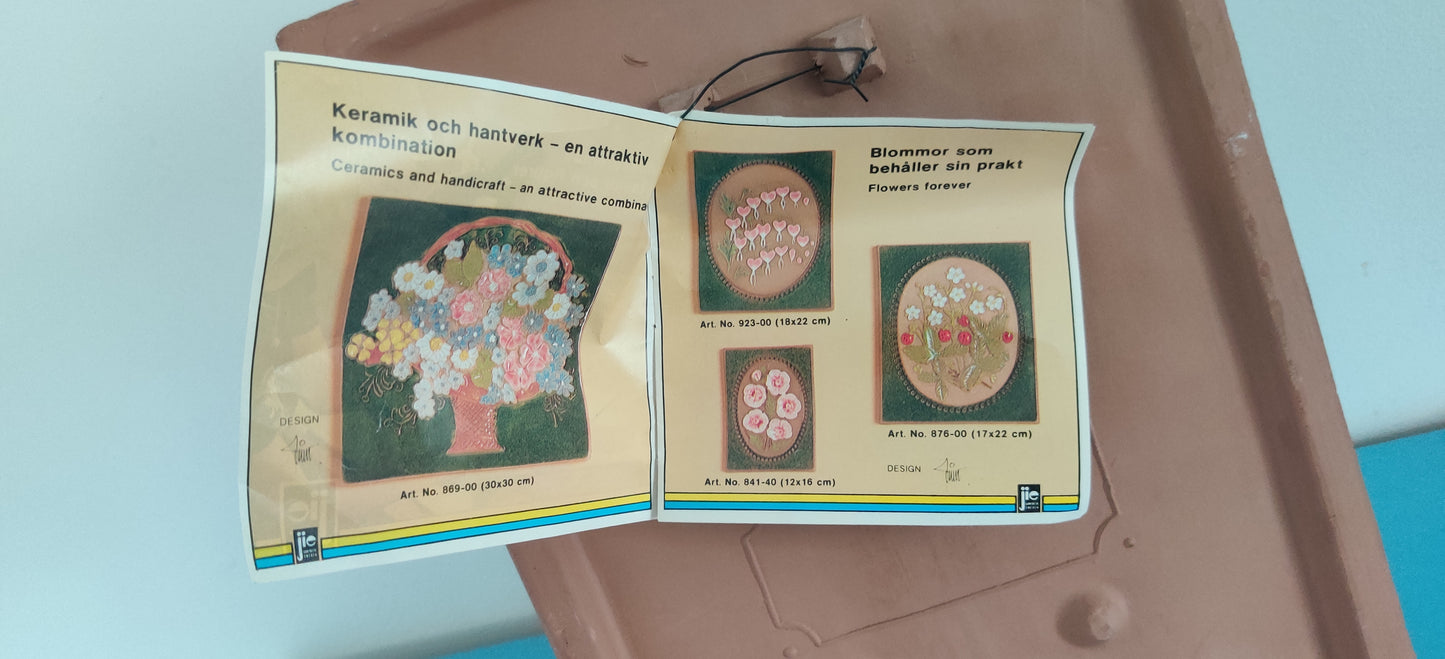 Keramik och hantverk – en attraktiv
kombination
Ceramics and handicraft – an attractive combina
DESIGN
Art. No. 869-00 (30x30 cm)
jie
Blommor som
behåller sin prakt
Flowers forever
Art. No. 923-00 (18x22 cm)
Art. No. 876-00 (17x22 cm)
Art. No. 841-40 (12x16 cm)
DESIGN
jie